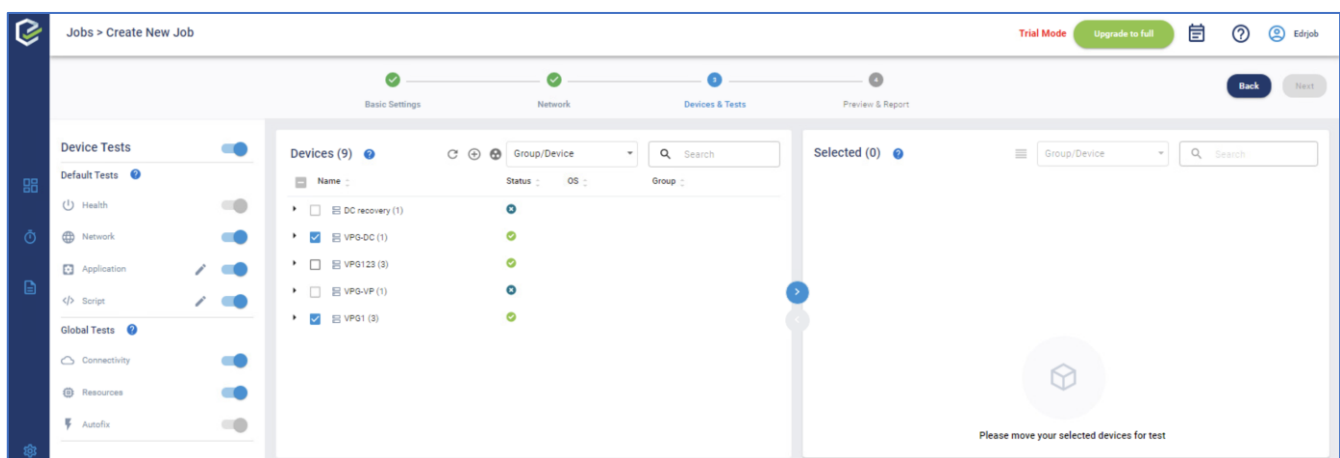 Jobs > Create New Job
Trial Mode
Upgrade to full
Edrjob
Basic Settings
Network
3
Devices & Tests
4
Preview & Report
Back
Next
Device Tests
Default Tests
Health
Network
Application
</> Script
Global Tests
Connectivity
Resources
Autofix
Devices (9)
Group/Device
Search
Name Status OS Group
DC recovery (1)
VPG-DC (1)
VPG123 (3)
VPG-VP (1)
VPG1 (3)
Selected (0)
Group/Device
Search
Please move your selected devices for test